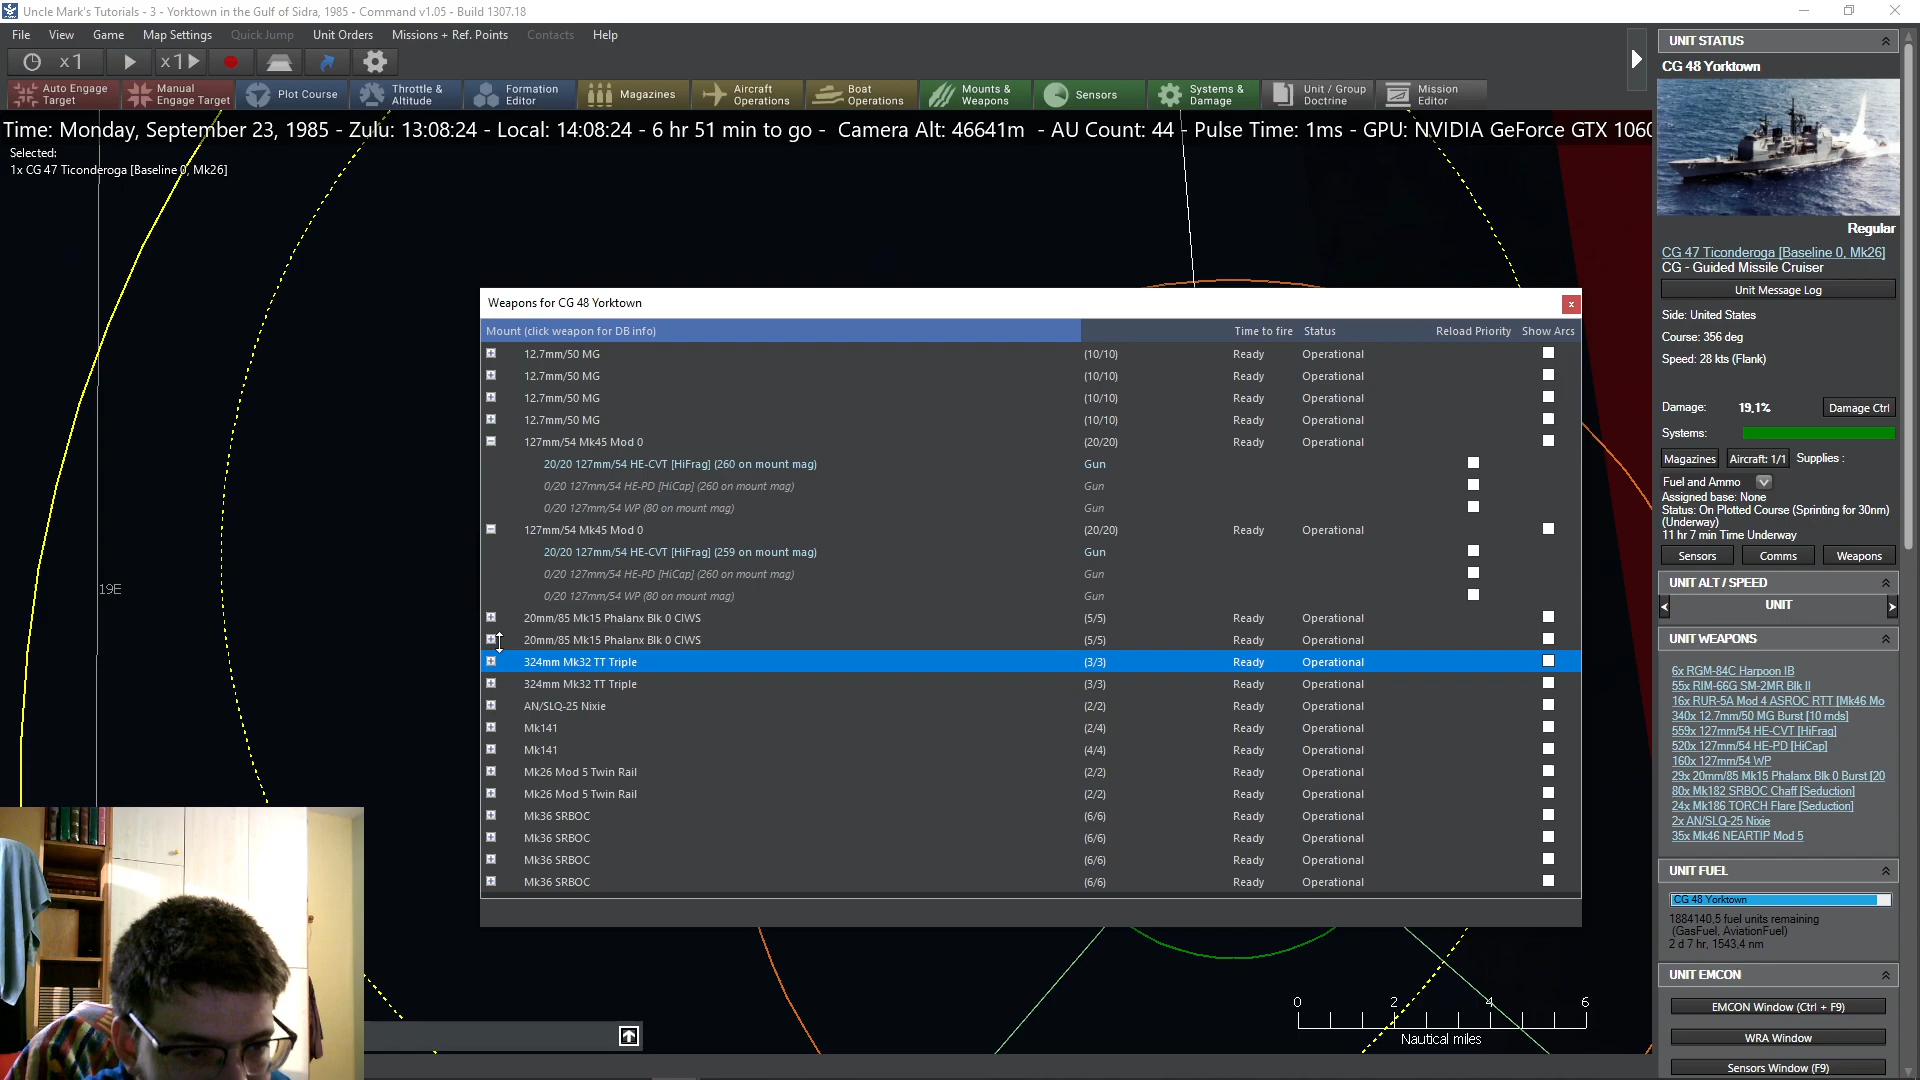 Uncle Mark's Tutorials - 3 - Yorktown in the Gulf of Sidra, 1985 - Command v1.05 - Build 1307.18
File View Game Map Settings Quick Jump Unit Orders Missions + Ref. Points Contacts Help
x1 x1
Auto Engage Target Manual Engage Target Plot Course Throttle & Altitude Formation Editor Magazines Aircraft Operations Boat Operations Mounts & Weapons Sensors Systems & Damage Unit / Group Doctrine Mission Editor
Time: Monday, September 23, 1985 - Zulu: 13:08:24 - Local: 14:08:24 - 6 hr 51 min to go - Camera Alt: 46641m - AU Count: 44 - Pulse Time: 1ms - GPU: NVIDIA GeForce GTX 1060
Selected:
1x CG 47 Ticonderoga [Baseline 0, Mk26]
19E
Weapons for CG 48 Yorktown x
Mount (click weapon for DB info) Time to fire Status Reload Priority Show Arcs
12.7mm/50 MG (10/10) Ready Operational
12.7mm/50 MG (10/10) Ready Operational
12.7mm/50 MG (10/10) Ready Operational
12.7mm/50 MG (10/10) Ready Operational
127mm/54 Mk45 Mod 0 (20/20) Ready Operational
20/20 127mm/54 HE-CVT [HiFrag] (260 on mount mag) Gun
0/20 127mm/54 HE-PD [HiCap] (260 on mount mag) Gun
0/20 127mm/54 WP (80 on mount mag) Gun
127mm/54 Mk45 Mod 0 (20/20) Ready Operational
20/20 127mm/54 HE-CVT [HiFrag] (259 on mount mag) Gun
0/20 127mm/54 HE-PD [HiCap] (260 on mount mag) Gun
0/20 127mm/54 WP (80 on mount mag) Gun
20mm/85 Mk15 Phalanx Blk 0 CIWS (5/5) Ready Operational
20mm/85 Mk15 Phalanx Blk 0 CIWS (5/5) Ready Operational
324mm Mk32 TT Triple (3/3) Ready Operational
324mm Mk32 TT Triple (3/3) Ready Operational
AN/SLQ-25 Nixie (2/2) Ready Operational
Mk141 (2/4) Ready Operational
Mk141 (4/4) Ready Operational
Mk26 Mod 5 Twin Rail (2/2) Ready Operational
Mk26 Mod 5 Twin Rail (2/2) Ready Operational
Mk36 SRBOC (6/6) Ready Operational
Mk36 SRBOC (6/6) Ready Operational
Mk36 SRBOC (6/6) Ready Operational
Mk36 SRBOC (6/6) Ready Operational
0 2 4 6
Nautical miles
UNIT STATUS
CG 48 Yorktown
Regular
CG 47 Ticonderoga [Baseline 0, Mk26]
CG - Guided Missile Cruiser
Unit Message Log
Side: United States
Course: 356 deg
Speed: 28 kts (Flank)
Damage: 19,1% Damage Ctrl
Systems:
Magazines Aircraft: 1/1 Supplies :
Fuel and Ammo
Assigned base: None
Status: On Plotted Course (Sprinting for 30nm)
(Underway)
11 hr 7 min Time Underway
Sensors Comms Weapons
UNIT ALT / SPEED
UNIT
UNIT WEAPONS
6x RGM-84C Harpoon IB
55x RIM-66G SM-2MR Blk II
16x RUR-5A Mod 4 ASROC RTT [Mk46 Mo
340x 12.7mm/50 MG Burst [10 rnds]
559x 127mm/54 HE-CVT [HiFrag]
520x 127mm/54 HE-PD [HiCap]
160x 127mm/54 WP
29x 20mm/85 Mk15 Phalanx Blk 0 Burst [20
80x Mk182 SRBOC Chaff [Seduction]
24x Mk186 TORCH Flare [Seduction]
2x AN/SLQ-25 Nixie
35x Mk46 NEARTIP Mod 5
UNIT FUEL
CG 48 Yorktown
1884140,5 fuel units remaining
(GasFuel, AviationFuel)
2 d 7 hr, 1543,4 nm
UNIT EMCON
EMCON Window (Ctrl + F9)
WRA Window
Sensors Window (F9)